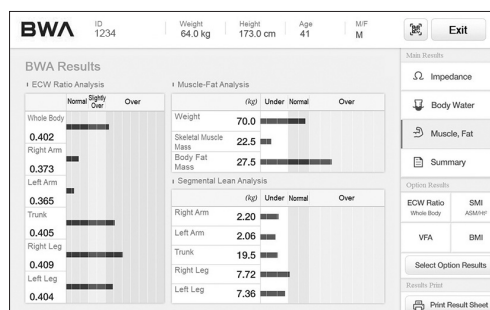 BWA
ID
1234
Weight
64.0 kg
Height
173.0 cm
Age
41
M/F
M
Exit
BWA Results
ECW Ratio Analysis
Normal Slightly Over Over
Whole Body
0.402
Right Arm
0.373
Left Arm
0.365
Trunk
0.405
Right Leg
0.409
Left Leg
0.404
Muscle-Fat Analysis
(kg) Under Normal Over
Weight 70.0
Skeletal Muscle
Mass 22.5
Body Fat
Mass 27.5
Segmental Lean Analysis
(kg) Under Normal Over
Right Arm 2.20
Left Arm 2.06
Trunk 19.5
Right Leg 7.72
Left Leg 7.36
Main Results
Impedance
Body Water
Muscle, Fat
Summary
Option Results
ECW Ratio
Whole Body
SMI
ASM/Ht²
VFA
BMI
Select Option Results
Results Print
Print Result Sheet